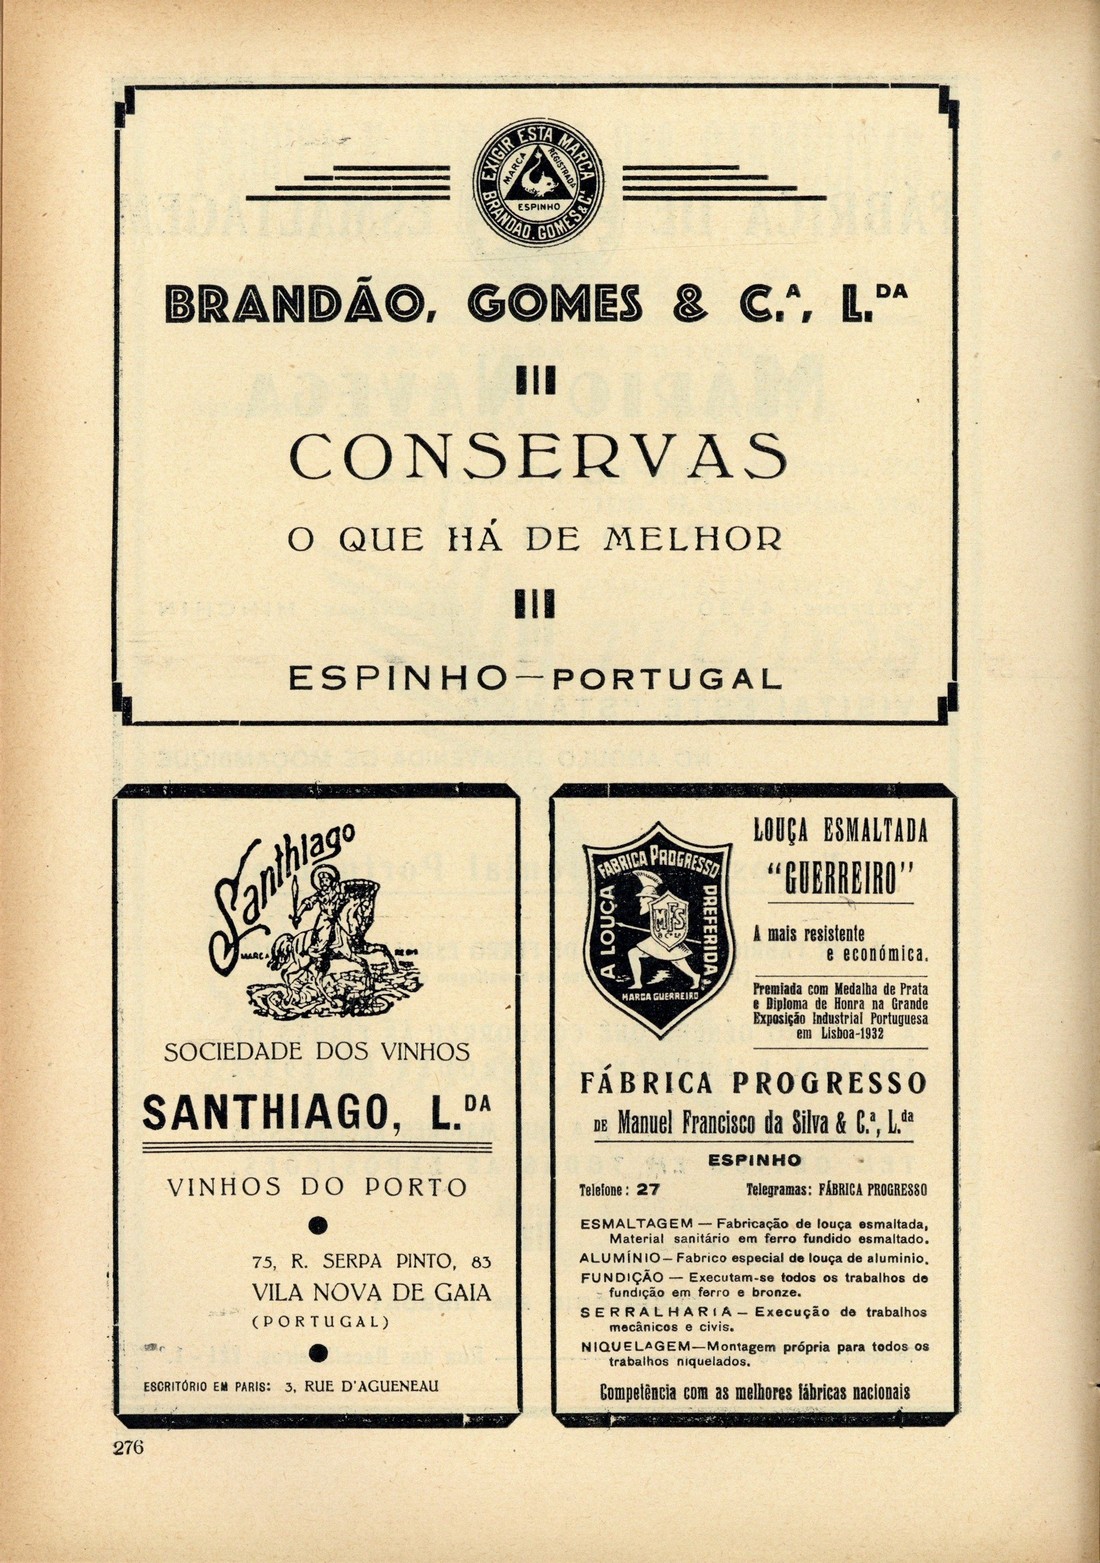 EXIGIR ESTA MARCA
MARCA REGISTRADA
ESPINHO
BRANDÃO, GOMES & C.ª
BRANDÃO, GOMES & C.ᴬ, L.ᴰᴬ
CONSERVAS
O QUE HÁ DE MELHOR
ESPINHO—PORTUGAL
Santhiago
MARCA
SOCIEDADE DOS VINHOS
SANTHIAGO, L.ᴰᴬ
VINHOS DO PORTO
75, R. SERPA PINTO, 83
VILA NOVA DE GAIA
(PORTUGAL)
ESCRITÓRIO EM PARIS: 3, RUE D'AGUENEAU
FABRICA PROGRESSO
A LOUÇA
PREFERIDA
MFS
& Cª Lᵈᵃ
MARCA GUERREIRO
LOUÇA ESMALTADA
“GUERREIRO”
A mais resistente
e económica.
Premiada com Medalha de Prata
e Diploma de Honra na Grande
Exposição Industrial Portuguesa
em Lisboa-1932
FÁBRICA PROGRESSO
DE Manuel Francisco da Silva & C.ª, L.ᵈᵃ
ESPINHO
Telefone: 27 Telegramas: FÁBRICA PROGRESSO
ESMALTAGEM — Fabricação de louça esmaltada,
Material sanitário em ferro fundido esmaltado.
ALUMÍNIO—Fabrico especial de louça de aluminio.
FUNDIÇÃO — Executam-se todos os trabalhos de
fundição em ferro e bronze.
SERRALHARIA — Execução de trabalhos
mecânicos e civis.
NIQUELAGEM—Montagem própria para todos os
trabalhos niquelados.
Competência com as melhores fábricas nacionais
276